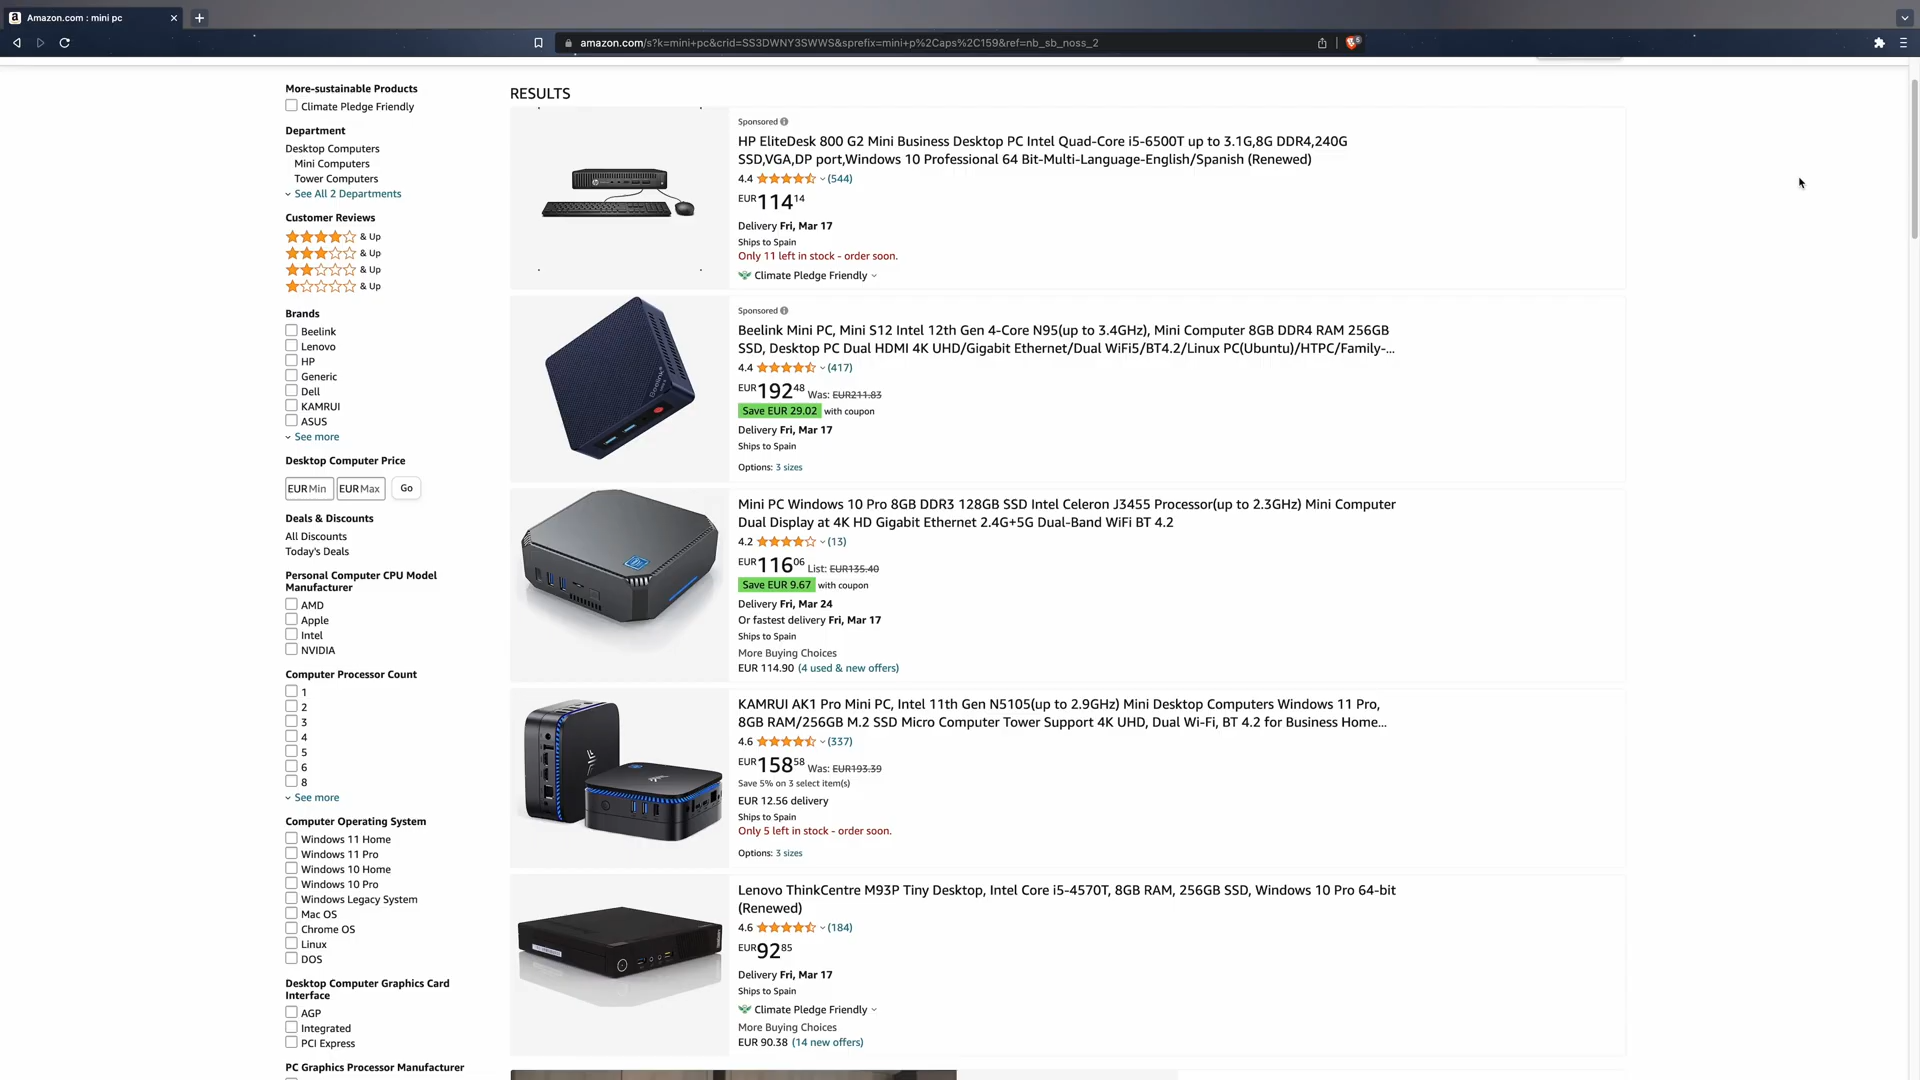 Amazon.com : mini pc
amazon.com/s?k=mini+pc&crid=SS3DWNY3SWWS&sprefix=mini+p%2Caps%2C159&ref=nb_sb_noss_2
More-sustainable Products
Climate Pledge Friendly
Department
Desktop Computers
Mini Computers
Tower Computers
See All 2 Departments
Customer Reviews
& Up
& Up
& Up
& Up
Brands
Beelink
Lenovo
HP
Generic
Dell
KAMRUI
ASUS
See more
Desktop Computer Price
EUR Min EUR Max Go
Deals & Discounts
All Discounts
Today's Deals
Personal Computer CPU Model
Manufacturer
AMD
Apple
Intel
NVIDIA
Computer Processor Count
1
2
3
4
5
6
8
See more
Computer Operating System
Windows 11 Home
Windows 11 Pro
Windows 10 Home
Windows 10 Pro
Windows Legacy System
Mac OS
Chrome OS
Linux
DOS
Desktop Computer Graphics Card
Interface
AGP
Integrated
PCI Express
PC Graphics Processor Manufacturer
RESULTS
Sponsored
HP EliteDesk 800 G2 Mini Business Desktop PC Intel Quad-Core i5-6500T up to 3.1G,8G DDR4,240G
SSD,VGA,DP port,Windows 10 Professional 64 Bit-Multi-Language-English/Spanish (Renewed)
4.4 (544)
EUR 114 14
Delivery Fri, Mar 17
Ships to Spain
Only 11 left in stock - order soon.
Climate Pledge Friendly
Sponsored
Beelink Mini PC, Mini S12 Intel 12th Gen 4-Core N95(up to 3.4GHz), Mini Computer 8GB DDR4 RAM 256GB
SSD, Desktop PC Dual HDMI 4K UHD/Gigabit Ethernet/Dual WiFi5/BT4.2/Linux PC(Ubuntu)/HTPC/Family-...
4.4 (417)
EUR 192 48 Was: EUR211.83
Save EUR 29.02 with coupon
Delivery Fri, Mar 17
Ships to Spain
Options: 3 sizes
Beelink
Mini PC Windows 10 Pro 8GB DDR3 128GB SSD Intel Celeron J3455 Processor(up to 2.3GHz) Mini Computer
Dual Display at 4K HD Gigabit Ethernet 2.4G+5G Dual-Band WiFi BT 4.2
4.2 (13)
EUR 116 06 List: EUR135.40
Save EUR 9.67 with coupon
Delivery Fri, Mar 24
Or fastest delivery Fri, Mar 17
Ships to Spain
More Buying Choices
EUR 114.90 (4 used & new offers)
KAMRUI AK1 Pro Mini PC, Intel 11th Gen N5105(up to 2.9GHz) Mini Desktop Computers Windows 11 Pro,
8GB RAM/256GB M.2 SSD Micro Computer Tower Support 4K UHD, Dual Wi-Fi, BT 4.2 for Business Home...
4.6 (337)
EUR 158 58 Was: EUR193.39
Save 5% on 3 select item(s)
EUR 12.56 delivery
Ships to Spain
Only 5 left in stock - order soon.
Options: 3 sizes
Lenovo ThinkCentre M93P Tiny Desktop, Intel Core i5-4570T, 8GB RAM, 256GB SSD, Windows 10 Pro 64-bit
(Renewed)
4.6 (184)
EUR 92 85
Delivery Fri, Mar 17
Ships to Spain
Climate Pledge Friendly
More Buying Choices
EUR 90.38 (14 new offers)